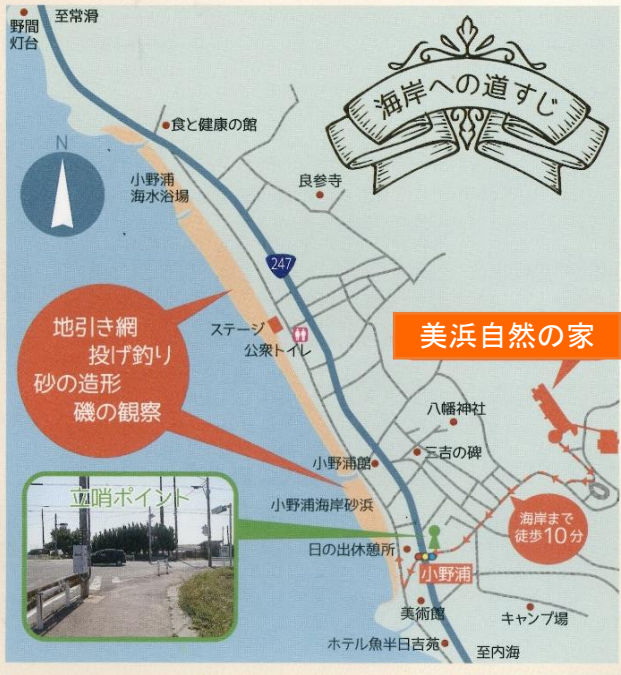 至常滑
野間
灯台
海岸への道すじ
食と健康の館
N
小野浦
海水浴場
良参寺
247
地引き網
投げ釣り
砂の造形
磯の観察
ステージ
公衆トイレ
美浜自然の家
八幡神社
三吉の碑
小野浦館
立哨ポイント
小野浦海岸砂浜
海岸まで
徒歩10分
日の出休憩所
小野浦
美術館
キャンプ場
ホテル魚半日吉苑
至内海